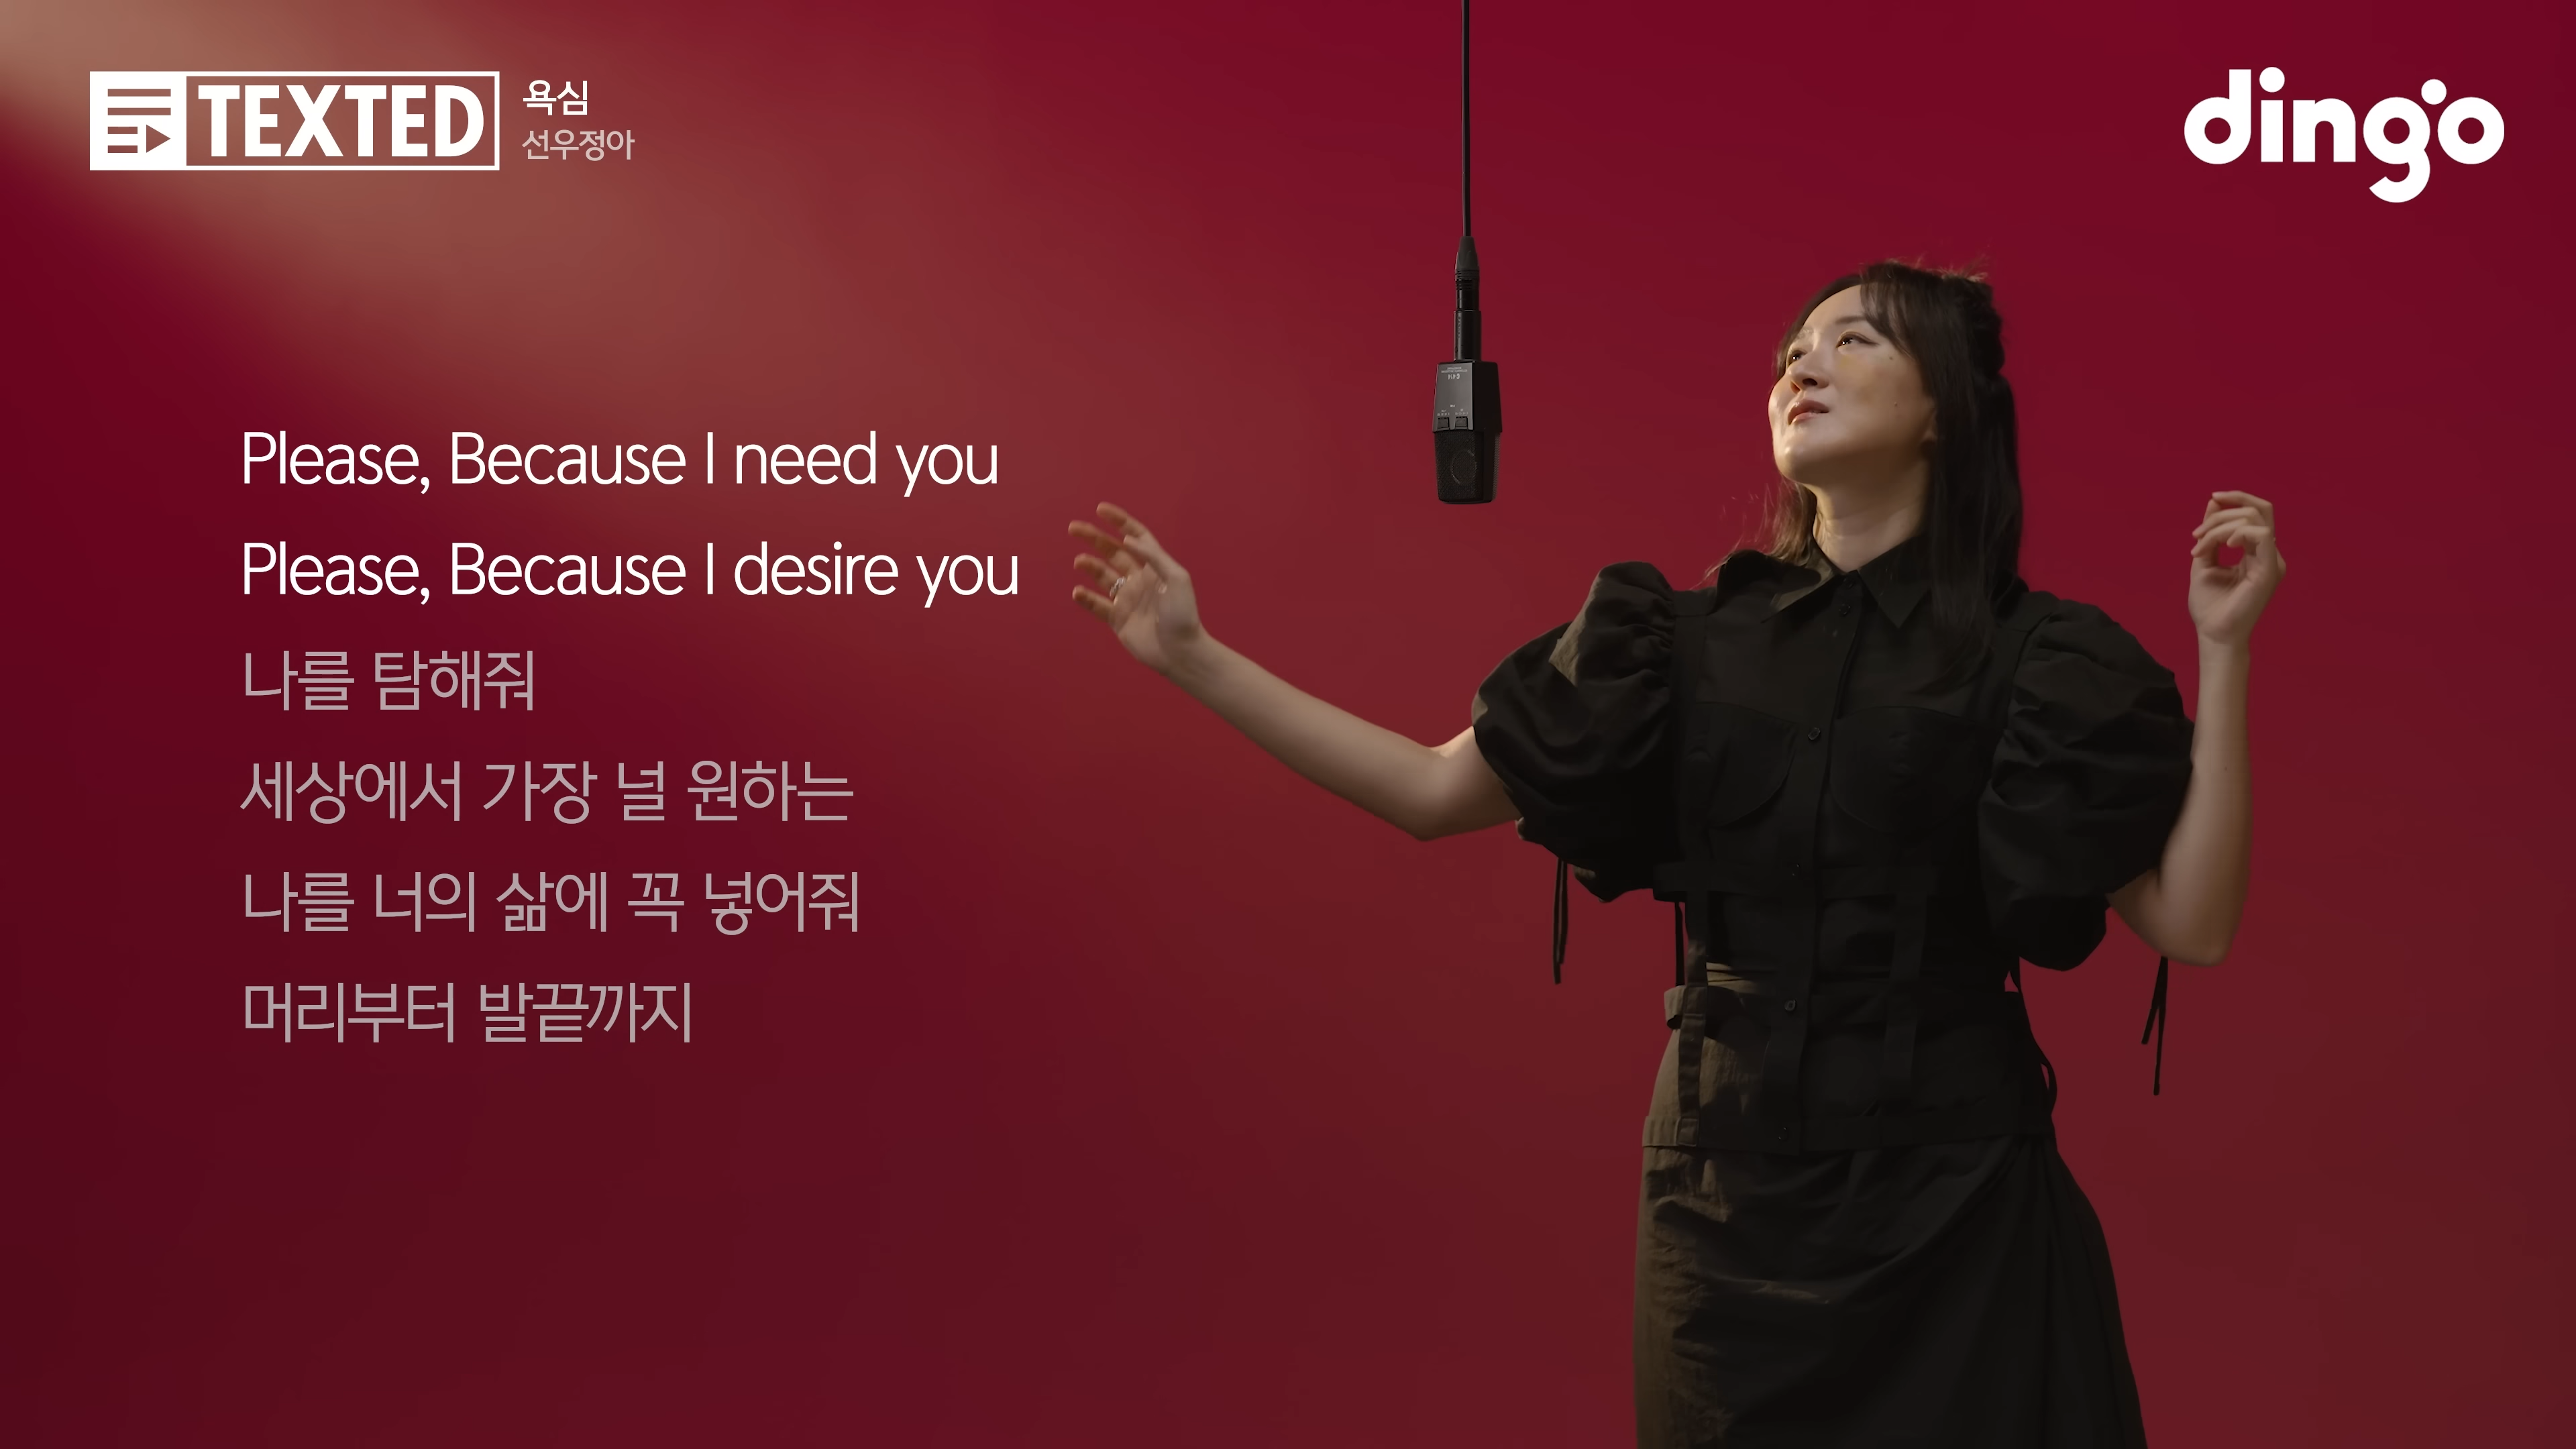 TEXTED
욕심
선우정아
dingo
Please, Because I need you
Please, Because I desire you
나를 탐해줘
세상에서 가장 널 원하는
나를 너의 삶에 꼭 넣어줘
머리부터 발끝까지